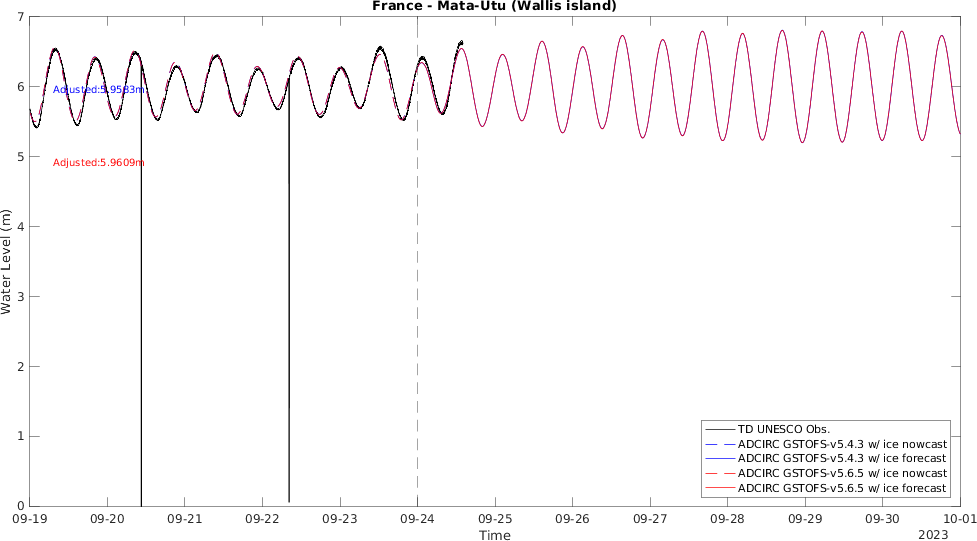 France - Mata-Utu (Wallis island)
7
6
5
4
3
2
1
0
Water Level (m)
Adjusted:5.9583m
Adjusted:5.9609m
TD UNESCO Obs.
ADCIRC GSTOFS-v5.4.3 w/ ice nowcast
ADCIRC GSTOFS-v5.4.3 w/ ice forecast
ADCIRC GSTOFS-v5.6.5 w/ ice nowcast
ADCIRC GSTOFS-v5.6.5 w/ ice forecast
09-19 09-20 09-21 09-22 09-23 09-24 09-25 09-26 09-27 09-28 09-29 09-30 10-01
Time
2023